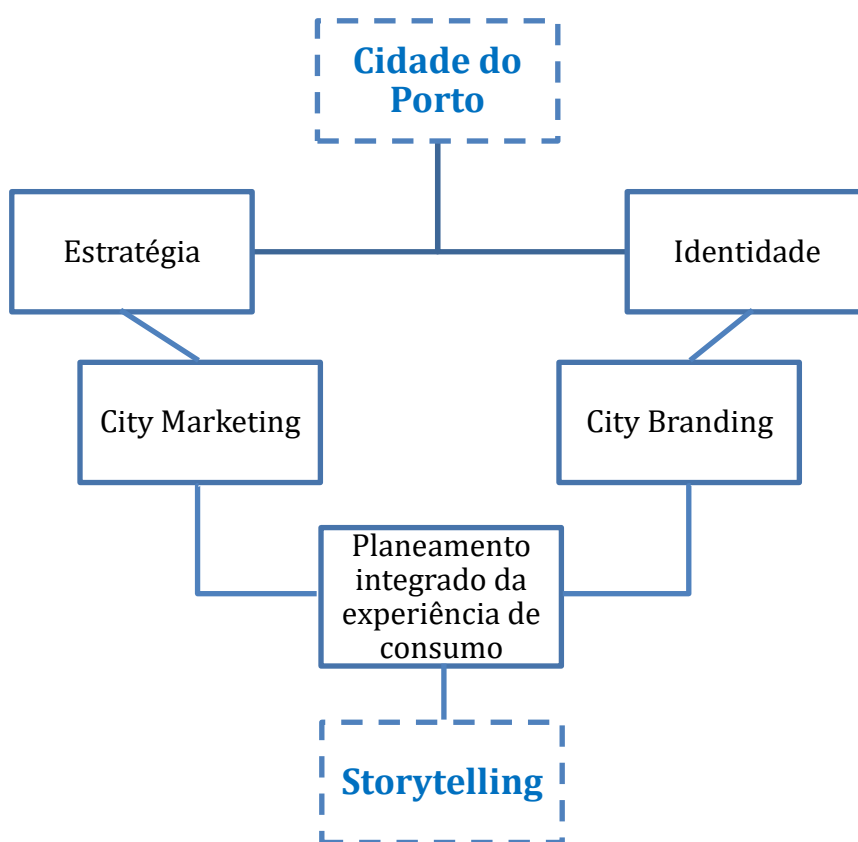 Cidade do
Porto
Estratégia
Identidade
City Marketing
City Branding
Planeamento
integrado da
experiência de
consumo
Storytelling